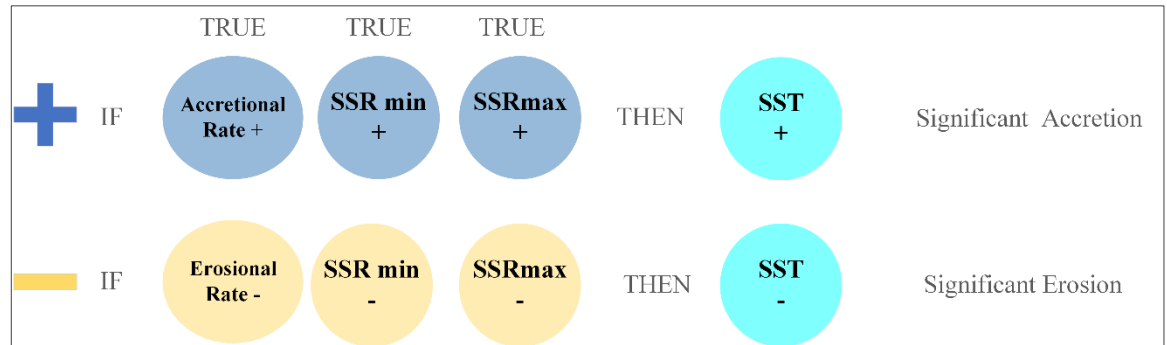 TRUE TRUE TRUE
IF Accretional Rate + SSR min + SSRmax + THEN SST + Significant Accretion
IF Erosional Rate - SSR min - SSRmax - THEN SST - Significant Erosion